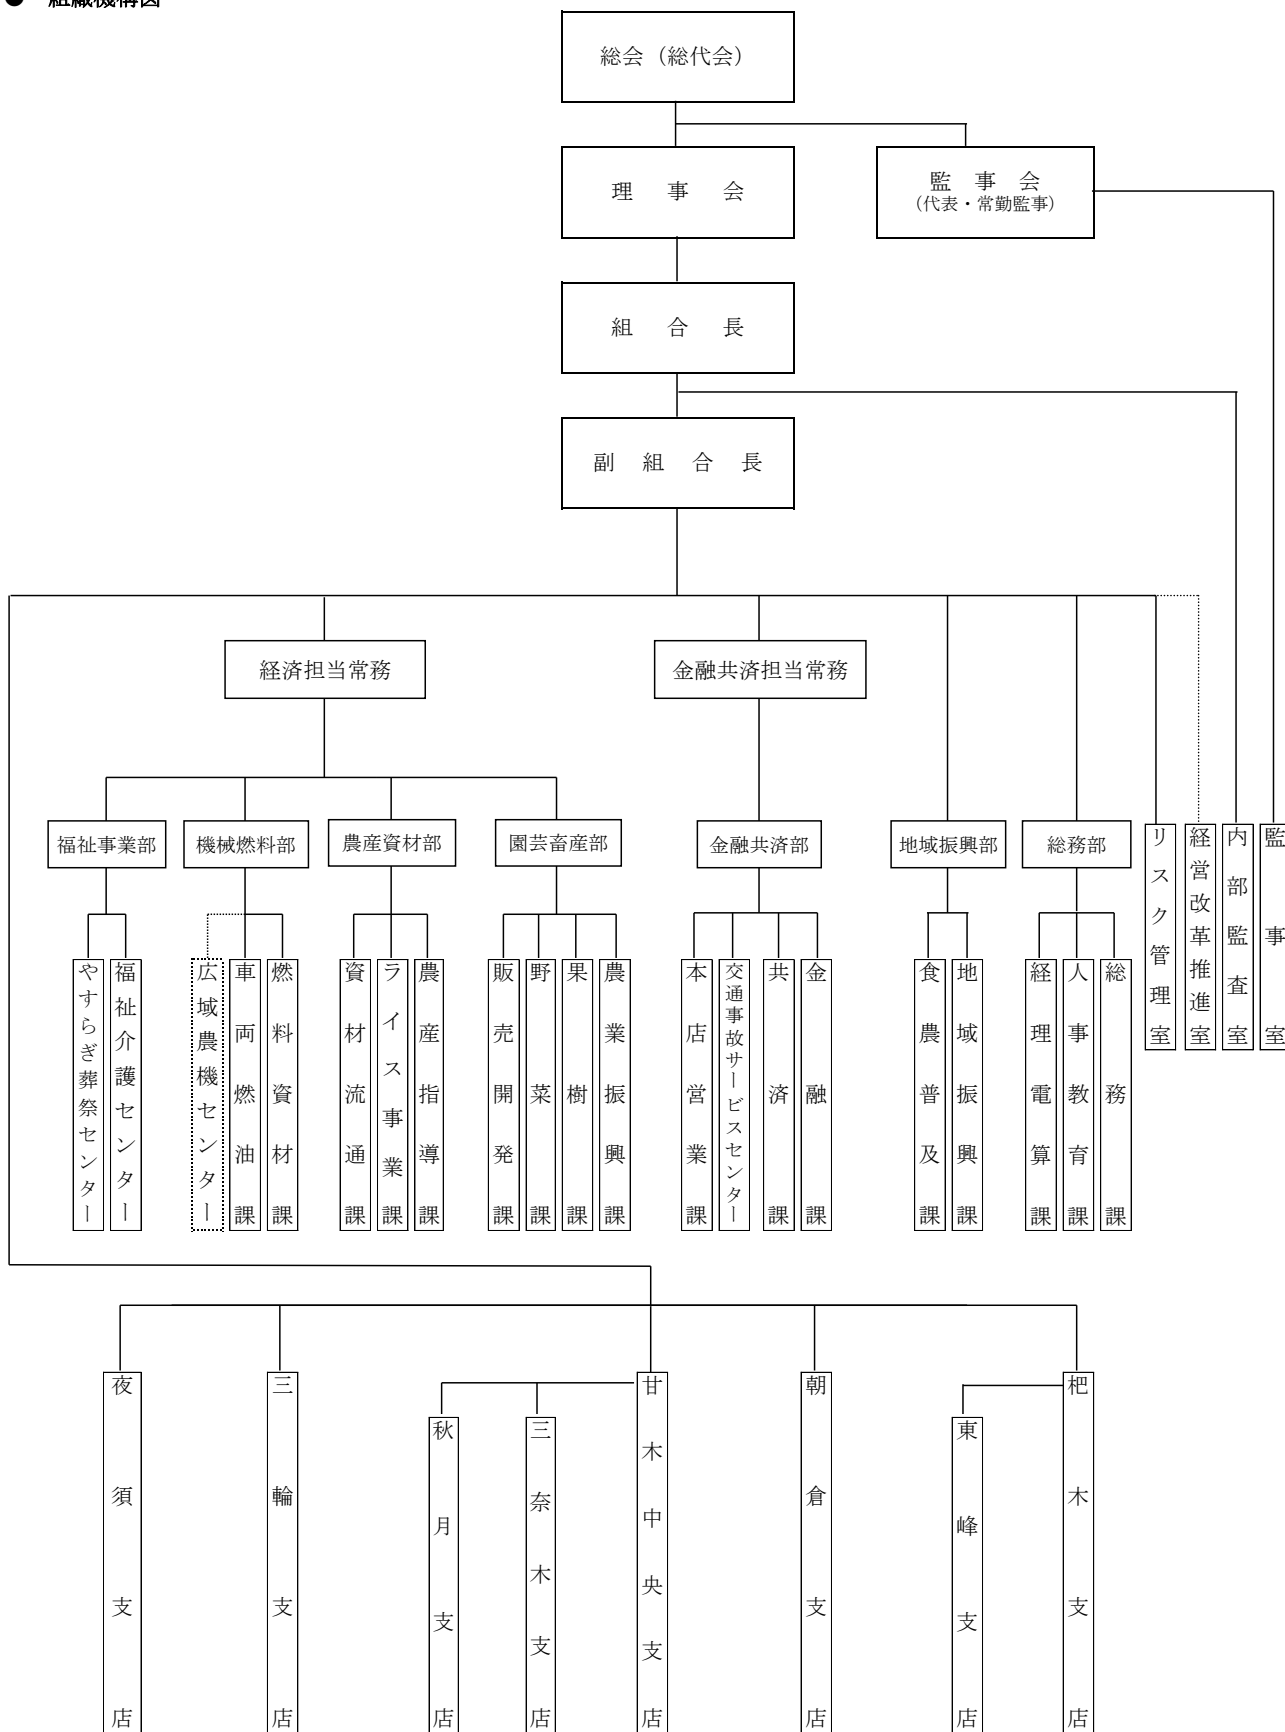 ● 組織機構図
総会（総代会）
理事会
監事会
（代表・常勤監事）
組合長
副組合長
経済担当常務
金融共済担当常務
福祉事業部
機械燃料部
農産資材部
園芸畜産部
金融共済部
地域振興部
総務部
リスク管理室
経営改革推進室
内部監査室
監事室
やすらぎ葬祭センター
福祉介護センター
広域農機センター
車両燃油課
燃料資材課
資材流通課
ライス事業課
農産指導課
販売開発課
野菜課
果樹課
農業振興課
本店営業課
交通事故サービスセンター
共済課
金融課
食農普及課
地域振興課
経理電算課
人事教育課
総務課
夜須支店
三輪支店
秋月支店
三奈木支店
甘木中央支店
朝倉支店
東峰支店
杷木支店